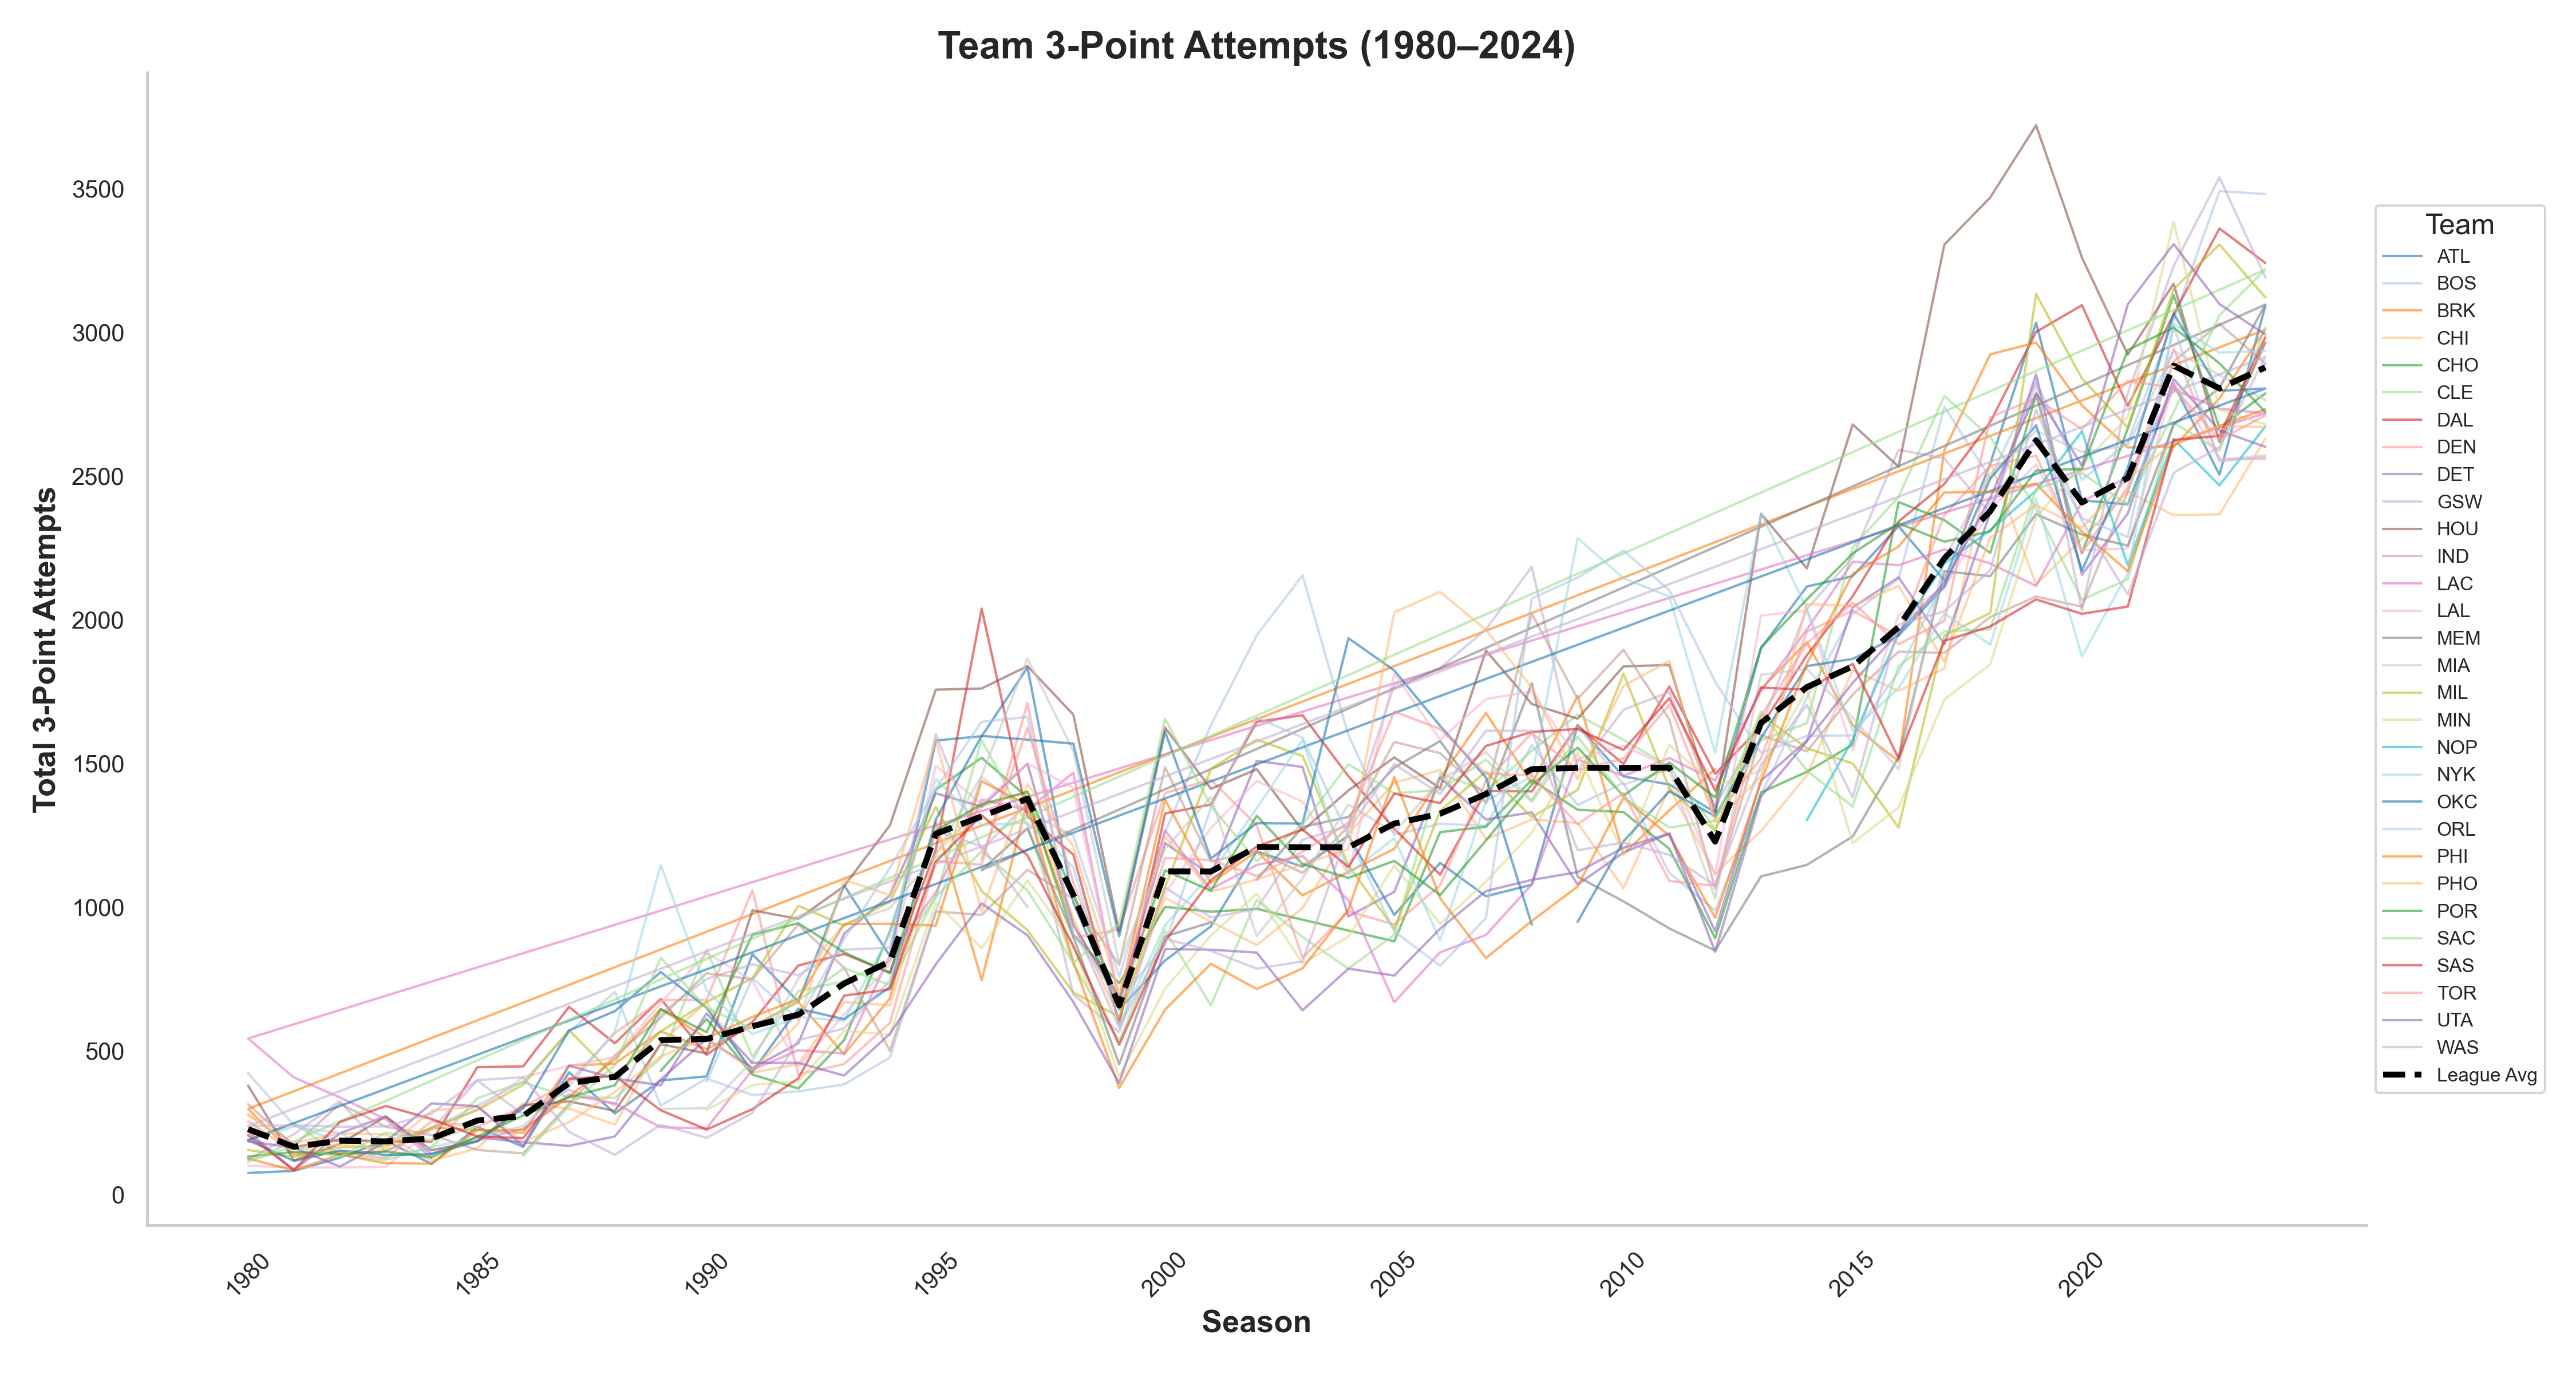 Team 3-Point Attempts (1980–2024)
Total 3-Point Attempts
3500
3000
2500
2000
1500
1000
500
0
1980
1985
1990
1995
2000
2005
2010
2015
2020
Season
Team
ATL
BOS
BRK
CHI
CHO
CLE
DAL
DEN
DET
GSW
HOU
IND
LAC
LAL
MEM
MIA
MIL
MIN
NOP
NYK
OKC
ORL
PHI
PHO
POR
SAC
SAS
TOR
UTA
WAS
League Avg